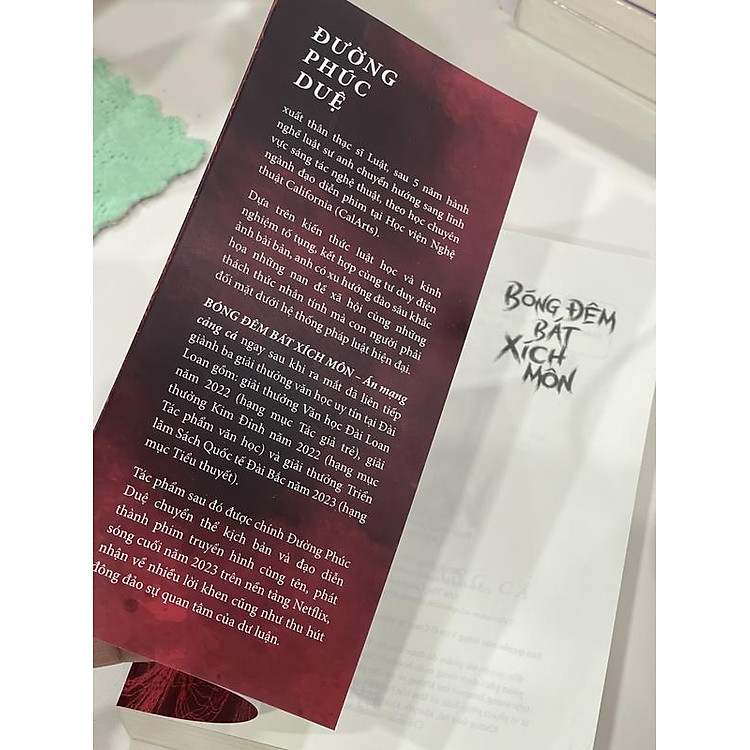 ĐƯỜNG
PHÚC
DUỆ
xuất thân thạc sĩ Luật, sau 5 năm hành
nghề luật sư anh chuyển hướng sang lĩnh
vực sáng tác nghệ thuật, theo học chuyên
ngành đạo diễn phim tại Học viện Nghệ
thuật California (CalArts).
Dựa trên kiến thức luật học và kinh
nghiệm tố tụng, kết hợp cùng tư duy điện
ảnh bài bản, anh có xu hướng đào sâu khắc
họa những nan đề xã hội cùng những
thách thức nhân tính mà con người phải
đối mặt dưới hệ thống pháp luật hiện đại.
BÓNG ĐÊM BÁT XÍCH MÔN – Án mạng
cảng cá ngay sau khi ra mắt đã liên tiếp
giành ba giải thưởng văn học uy tín tại Đài
Loan gồm: giải thưởng Văn học Đài Loan
năm 2022 (hạng mục Tác giả trẻ), giải
thưởng Kim Đỉnh năm 2022 (hạng mục
Tác phẩm văn học) và giải thưởng Triển
lãm Sách Quốc tế Đài Bắc năm 2023 (hạng
mục Tiểu thuyết).
Tác phẩm sau đó được chính Đường Phúc
Duệ chuyển thể kịch bản và đạo diễn
thành phim truyền hình cùng tên, phát
sóng cuối năm 2023 trên nền tảng Netflix,
nhận về nhiều lời khen cũng như thu hút
đông đảo sự quan tâm của dư luận.
BÓNG ĐÊM
BÁT
XÍCH
MÔN